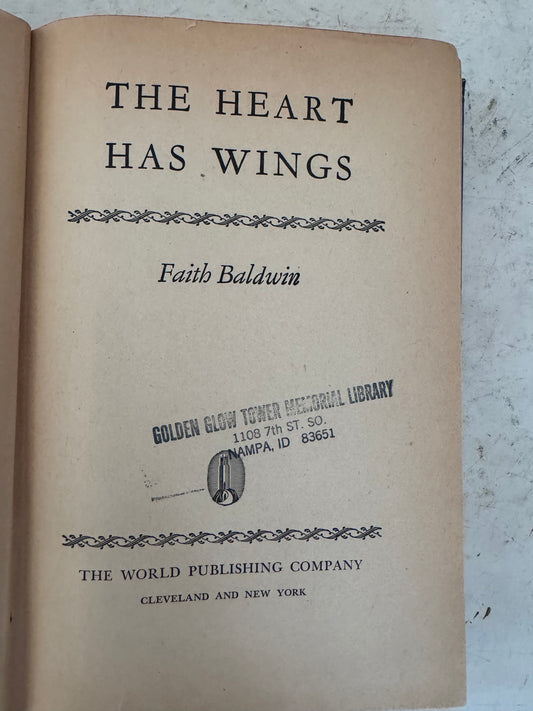 THE HEART
HAS WINGS
Faith Baldwin
GOLDEN GLOW TOWER MEMORIAL LIBRARY
1108 7th ST. SO.
NAMPA, ID 83651
THE WORLD PUBLISHING COMPANY
CLEVELAND AND NEW YORK